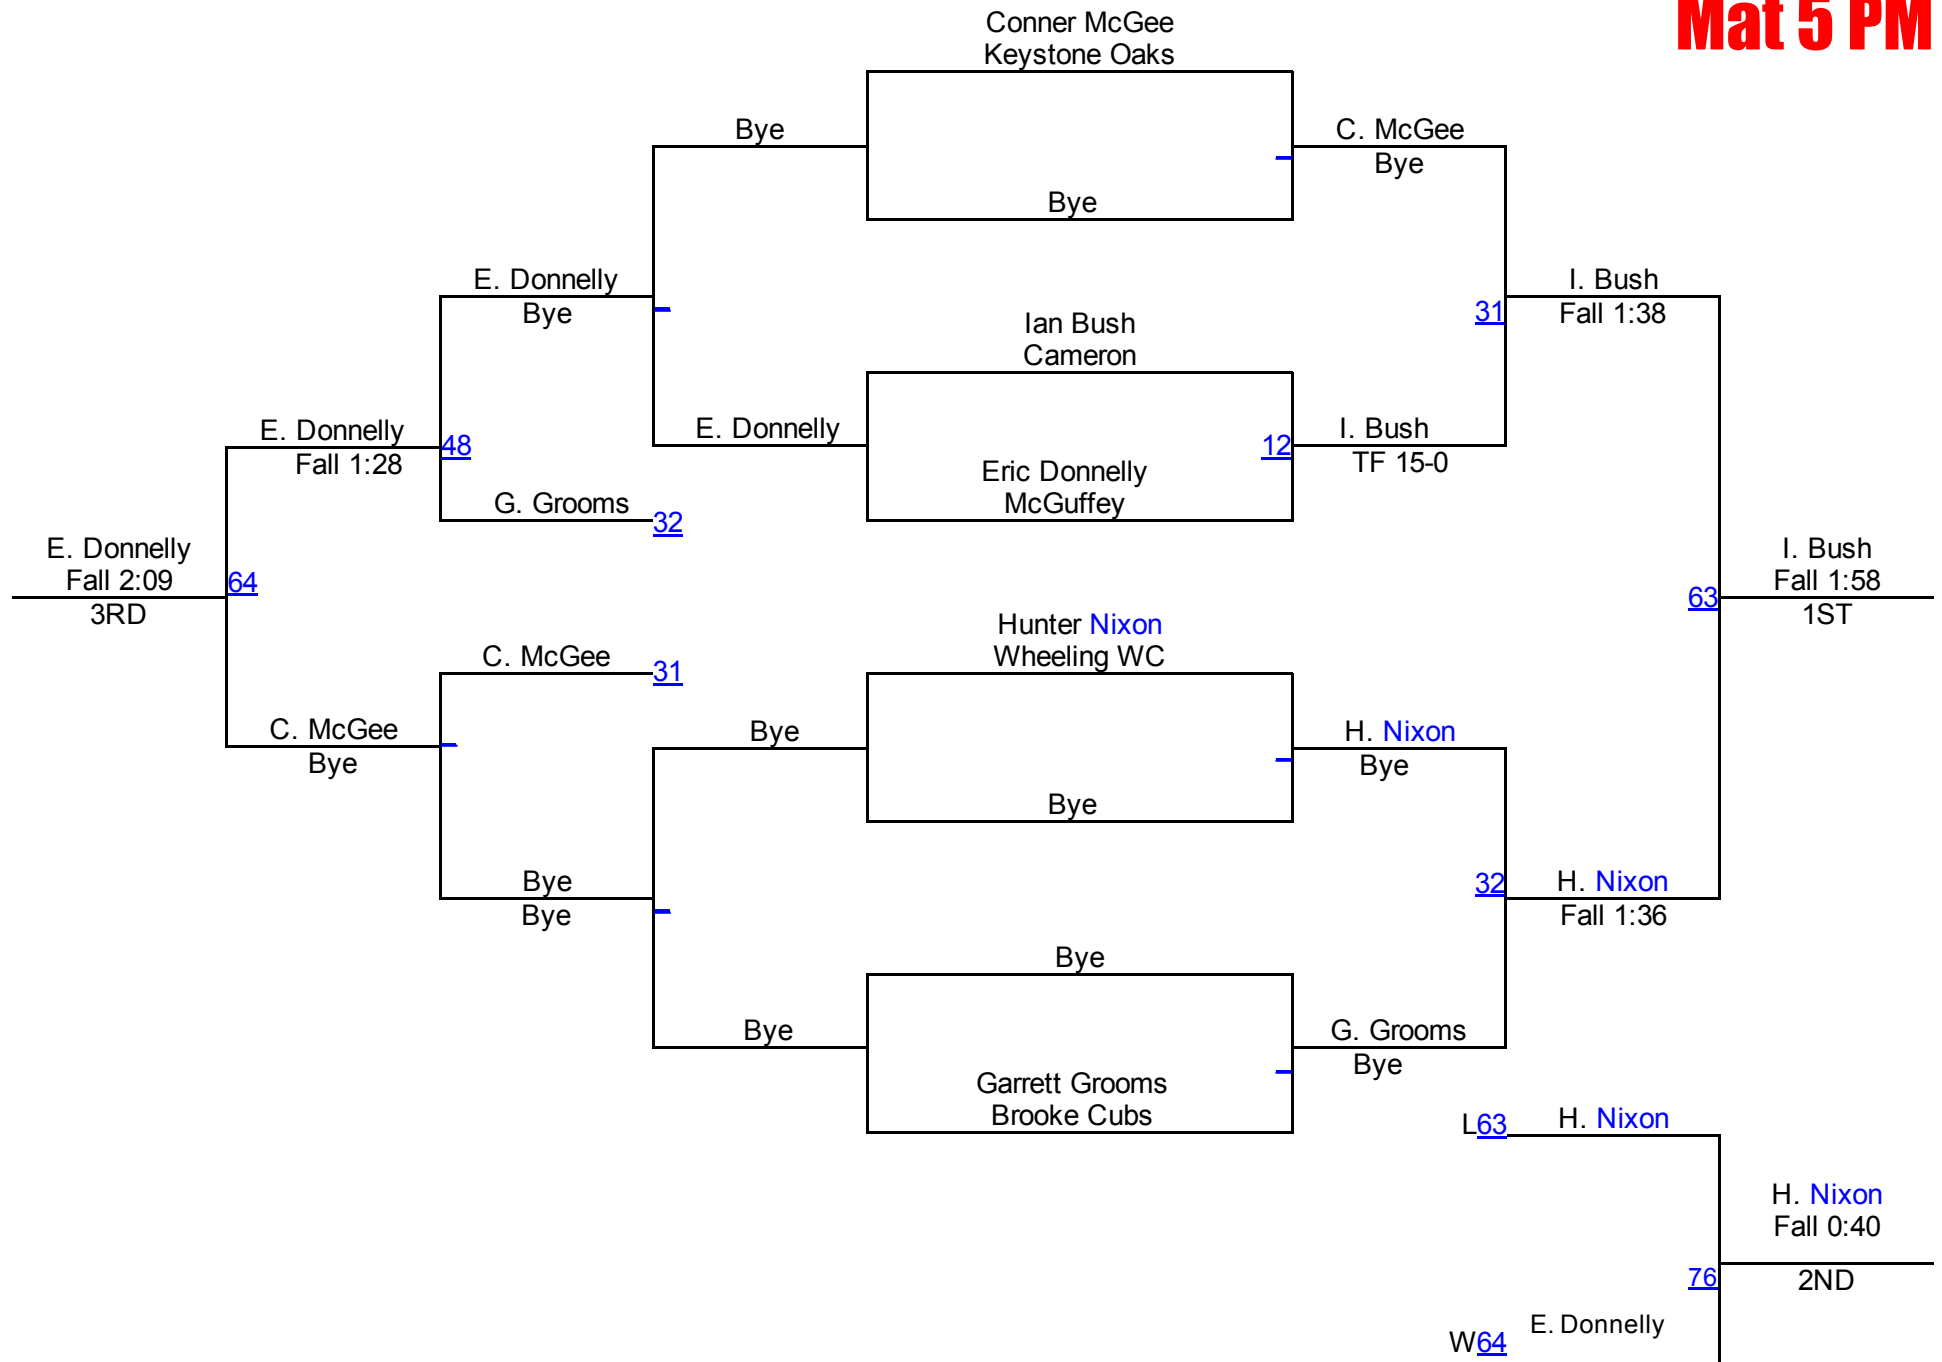 Mat 5 PM
Conner McGee
Keystone Oaks
Bye
C. McGee
Bye
Bye
E. Donnelly
Bye
I. Bush
Fall 1:38
31
Ian Bush
Cameron
E. Donnelly
Fall 1:28
48
E. Donnelly
12
I. Bush
TF 15-0
Eric Donnelly
McGuffey
G. Grooms
32
E. Donnelly
Fall 2:09
3RD
64
63
I. Bush
Fall 1:58
1ST
Hunter Nixon
Wheeling WC
C. McGee
31
C. McGee
Bye
Bye
H. Nixon
Bye
Bye
Bye
Bye
32
H. Nixon
Fall 1:36
Bye
Bye
G. Grooms
Bye
Garrett Grooms
Brooke Cubs
L63
H. Nixon
H. Nixon
Fall 0:40
2ND
76
E. Donnelly
W64